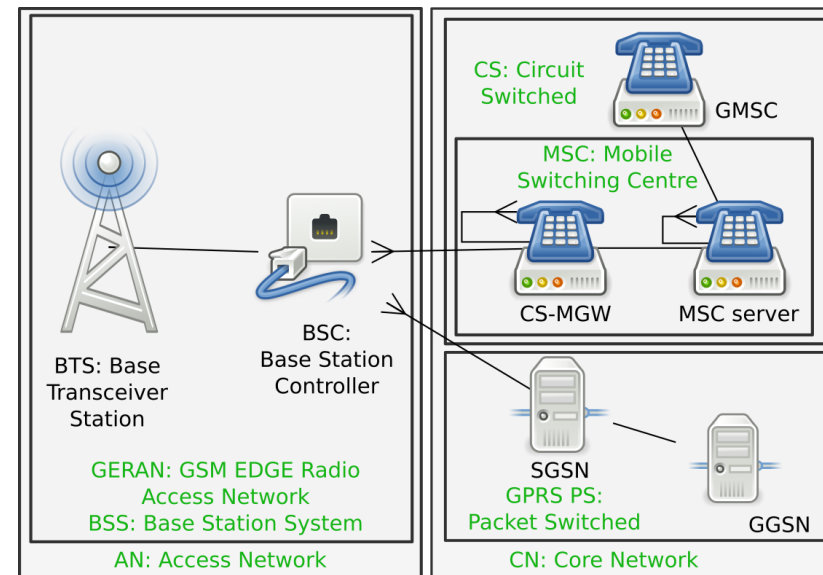 CS: Circuit
Switched
GMSC
MSC: Mobile
Switching Centre
CS-MGW
MSC server
BSC:
Base Station
Controller
BTS: Base
Transceiver
Station
SGSN
GPRS PS:
Packet Switched
GGSN
GERAN: GSM EDGE Radio
Access Network
BSS: Base Station System
AN: Access Network
CN: Core Network